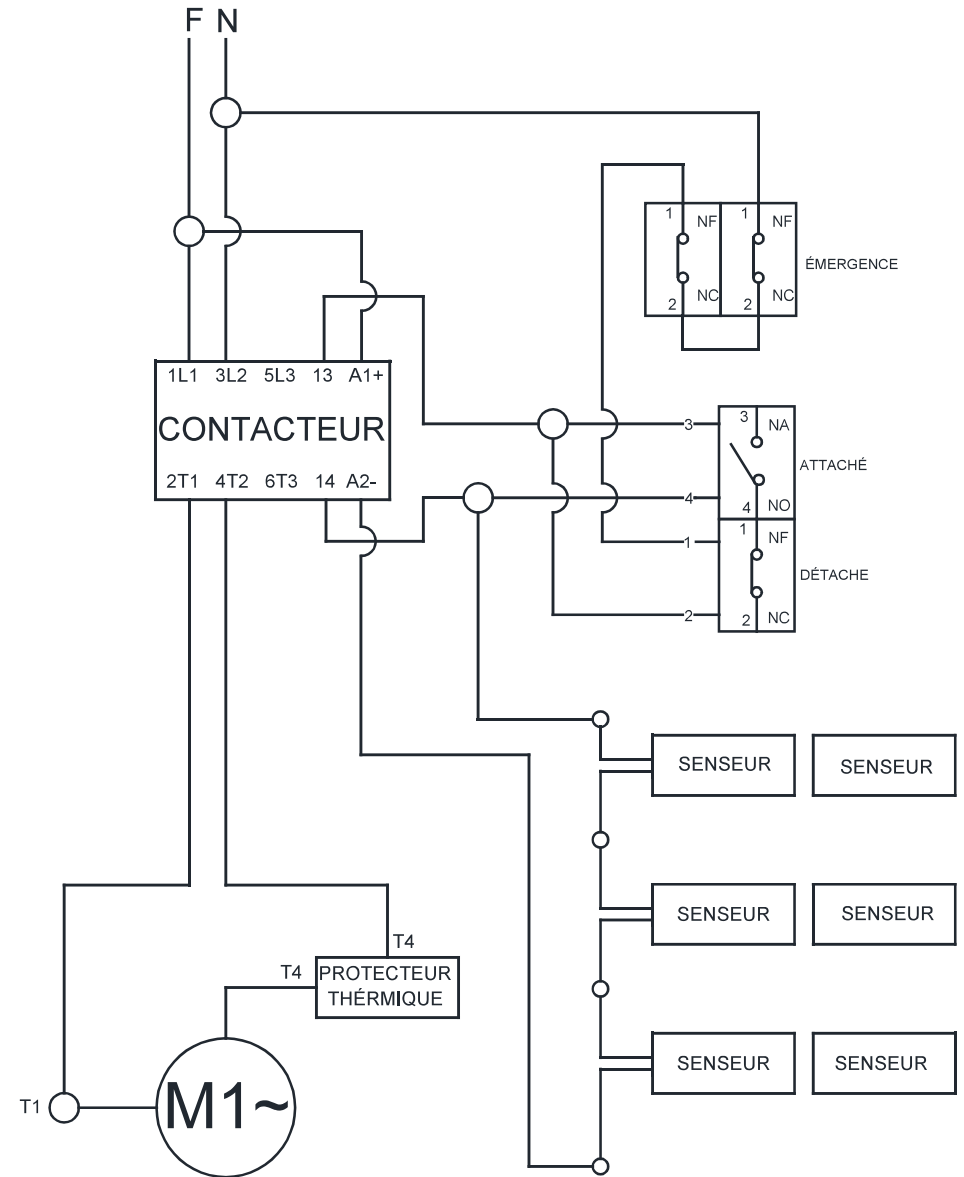 F N
1 NF 1 NF
ÉMERGENCE
2 NC 2 NC
1L1 3L2 5L3 13 A1+
CONTACTEUR
2T1 4T2 6T3 14 A2-
3
3 NA
ATTACHÉ
4
4 NO
1
1 NF
DÉTACHE
2
2 NC
SENSEUR SENSEUR
SENSEUR SENSEUR
T4
T4
PROTECTEUR
THÉRMIQUE
SENSEUR SENSEUR
T1
M1~